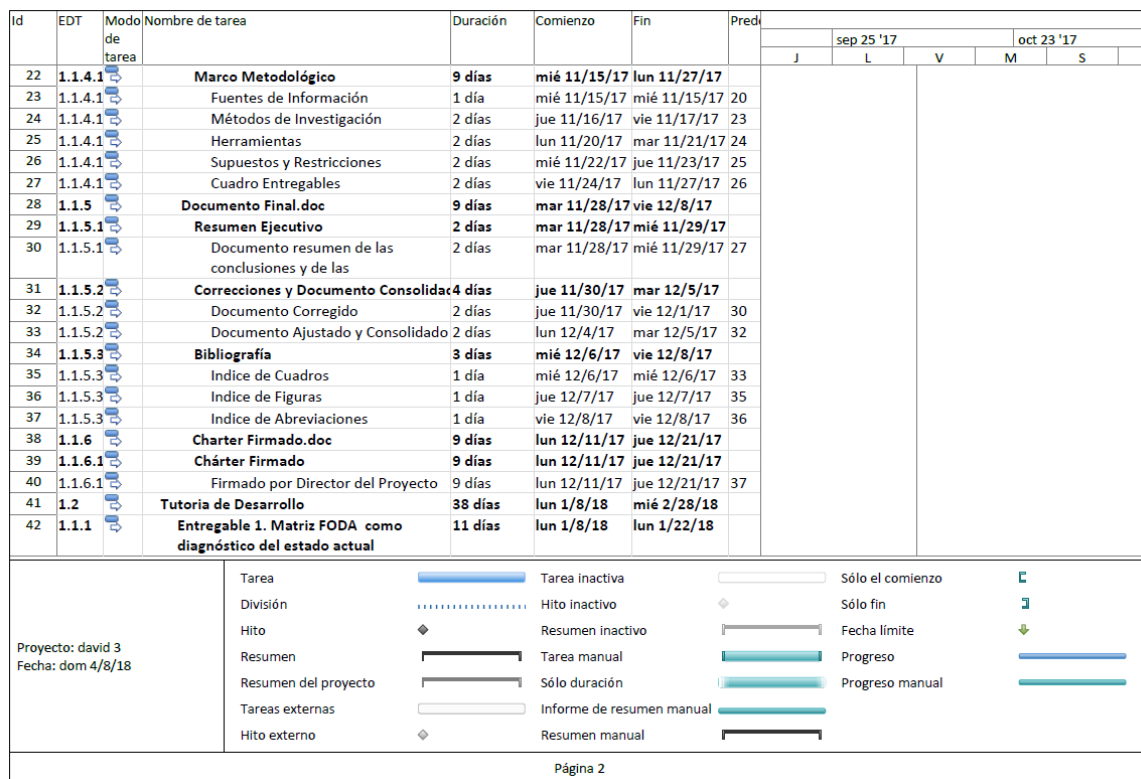 Id EDT Modo de tarea Nombre de tarea Duración Comienzo Fin Pred
sep 25 '17 oct 23 '17
J L V M S
22 1.1.4.1 Marco Metodológico 9 días mié 11/15/17 lun 11/27/17
23 1.1.4.1 Fuentes de Información 1 día mié 11/15/17 mié 11/15/17 20
24 1.1.4.1 Métodos de Investigación 2 días jue 11/16/17 vie 11/17/17 23
25 1.1.4.1 Herramientas 2 días lun 11/20/17 mar 11/21/17 24
26 1.1.4.1 Supuestos y Restricciones 2 días mié 11/22/17 jue 11/23/17 25
27 1.1.4.1 Cuadro Entregables 2 días vie 11/24/17 lun 11/27/17 26
28 1.1.5 Documento Final.doc 9 días mar 11/28/17 vie 12/8/17
29 1.1.5.1 Resumen Ejecutivo 2 días mar 11/28/17 mié 11/29/17
30 1.1.5.1 Documento resumen de las 2 días mar 11/28/17 mié 11/29/17 27
conclusiones y de las
31 1.1.5.2 Correcciones y Documento Consolidad 4 días jue 11/30/17 mar 12/5/17
32 1.1.5.2 Documento Corregido 2 días jue 11/30/17 vie 12/1/17 30
33 1.1.5.2 Documento Ajustado y Consolidado 2 días lun 12/4/17 mar 12/5/17 32
34 1.1.5.3 Bibliografía 3 días mié 12/6/17 vie 12/8/17
35 1.1.5.3 Indice de Cuadros 1 día mié 12/6/17 mié 12/6/17 33
36 1.1.5.3 Indice de Figuras 1 día jue 12/7/17 jue 12/7/17 35
37 1.1.5.3 Indice de Abreviaciones 1 día vie 12/8/17 vie 12/8/17 36
38 1.1.6 Charter Firmado.doc 9 días lun 12/11/17 jue 12/21/17
39 1.1.6.1 Chárter Firmado 9 días lun 12/11/17 jue 12/21/17
40 1.1.6.1 Firmado por Director del Proyecto 9 días lun 12/11/17 jue 12/21/17 37
41 1.2 Tutoria de Desarrollo 38 días lun 1/8/18 mié 2/28/18
42 1.1.1 Entregable 1. Matriz FODA como 11 días lun 1/8/18 lun 1/22/18
diagnóstico del estado actual
Proyecto: david 3
Fecha: dom 4/8/18
Tarea Tarea inactiva Sólo el comienzo
División Hito inactivo Sólo fin
Hito Resumen inactivo Fecha límite
Resumen Tarea manual Progreso
Resumen del proyecto Sólo duración Progreso manual
Tareas externas Informe de resumen manual
Hito externo Resumen manual
Página 2